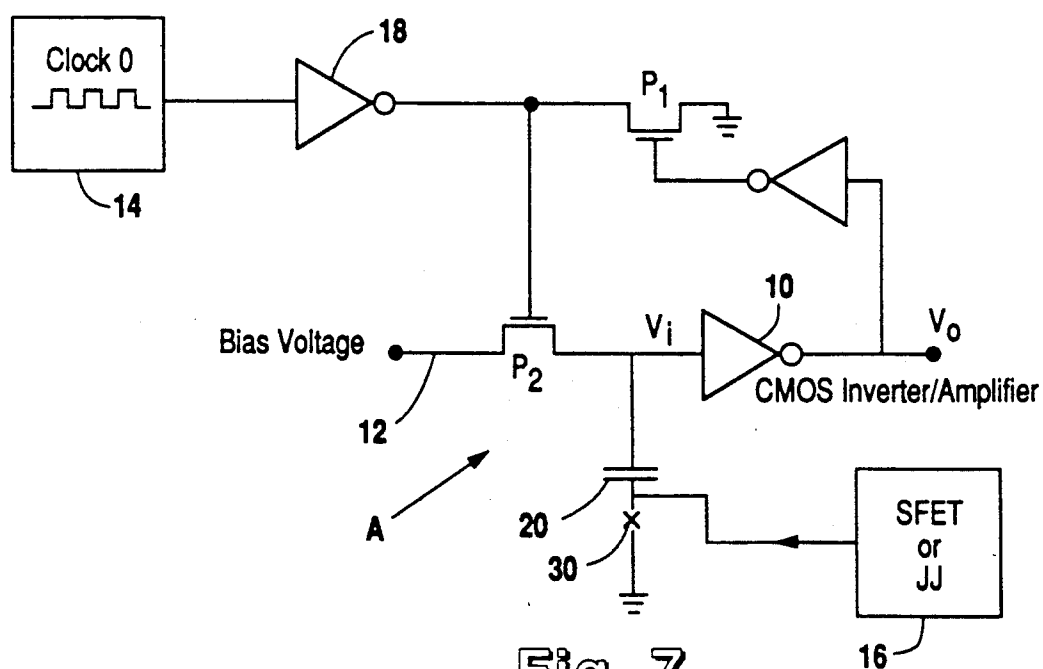 Clock 0
18
P1
14
10
Bias Voltage
P2
Vi
Vo
CMOS Inverter/Amplifier
12
A
20
30
SFET
or
JJ
16
Fig. 7